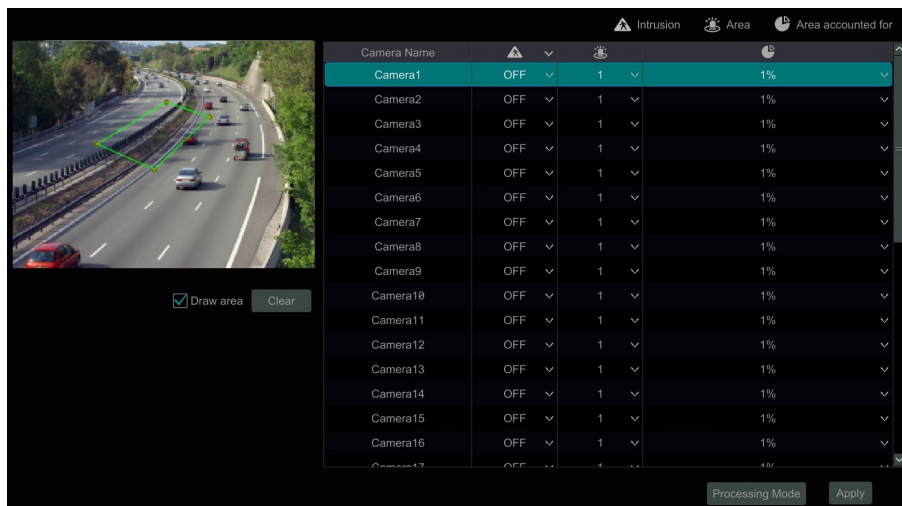 Intrusion Area Area accounted for
Camera Name
Camera1 OFF 1 1%
Camera2 OFF 1 1%
Camera3 OFF 1 1%
Camera4 OFF 1 1%
Camera5 OFF 1 1%
Camera6 OFF 1 1%
Camera7 OFF 1 1%
Camera8 OFF 1 1%
Camera9 OFF 1 1%
Camera10 OFF 1 1%
Camera11 OFF 1 1%
Camera12 OFF 1 1%
Camera13 OFF 1 1%
Camera14 OFF 1 1%
Camera15 OFF 1 1%
Camera16 OFF 1 1%
Camera17 OFF 1 1%
Draw area Clear
Processing Mode Apply